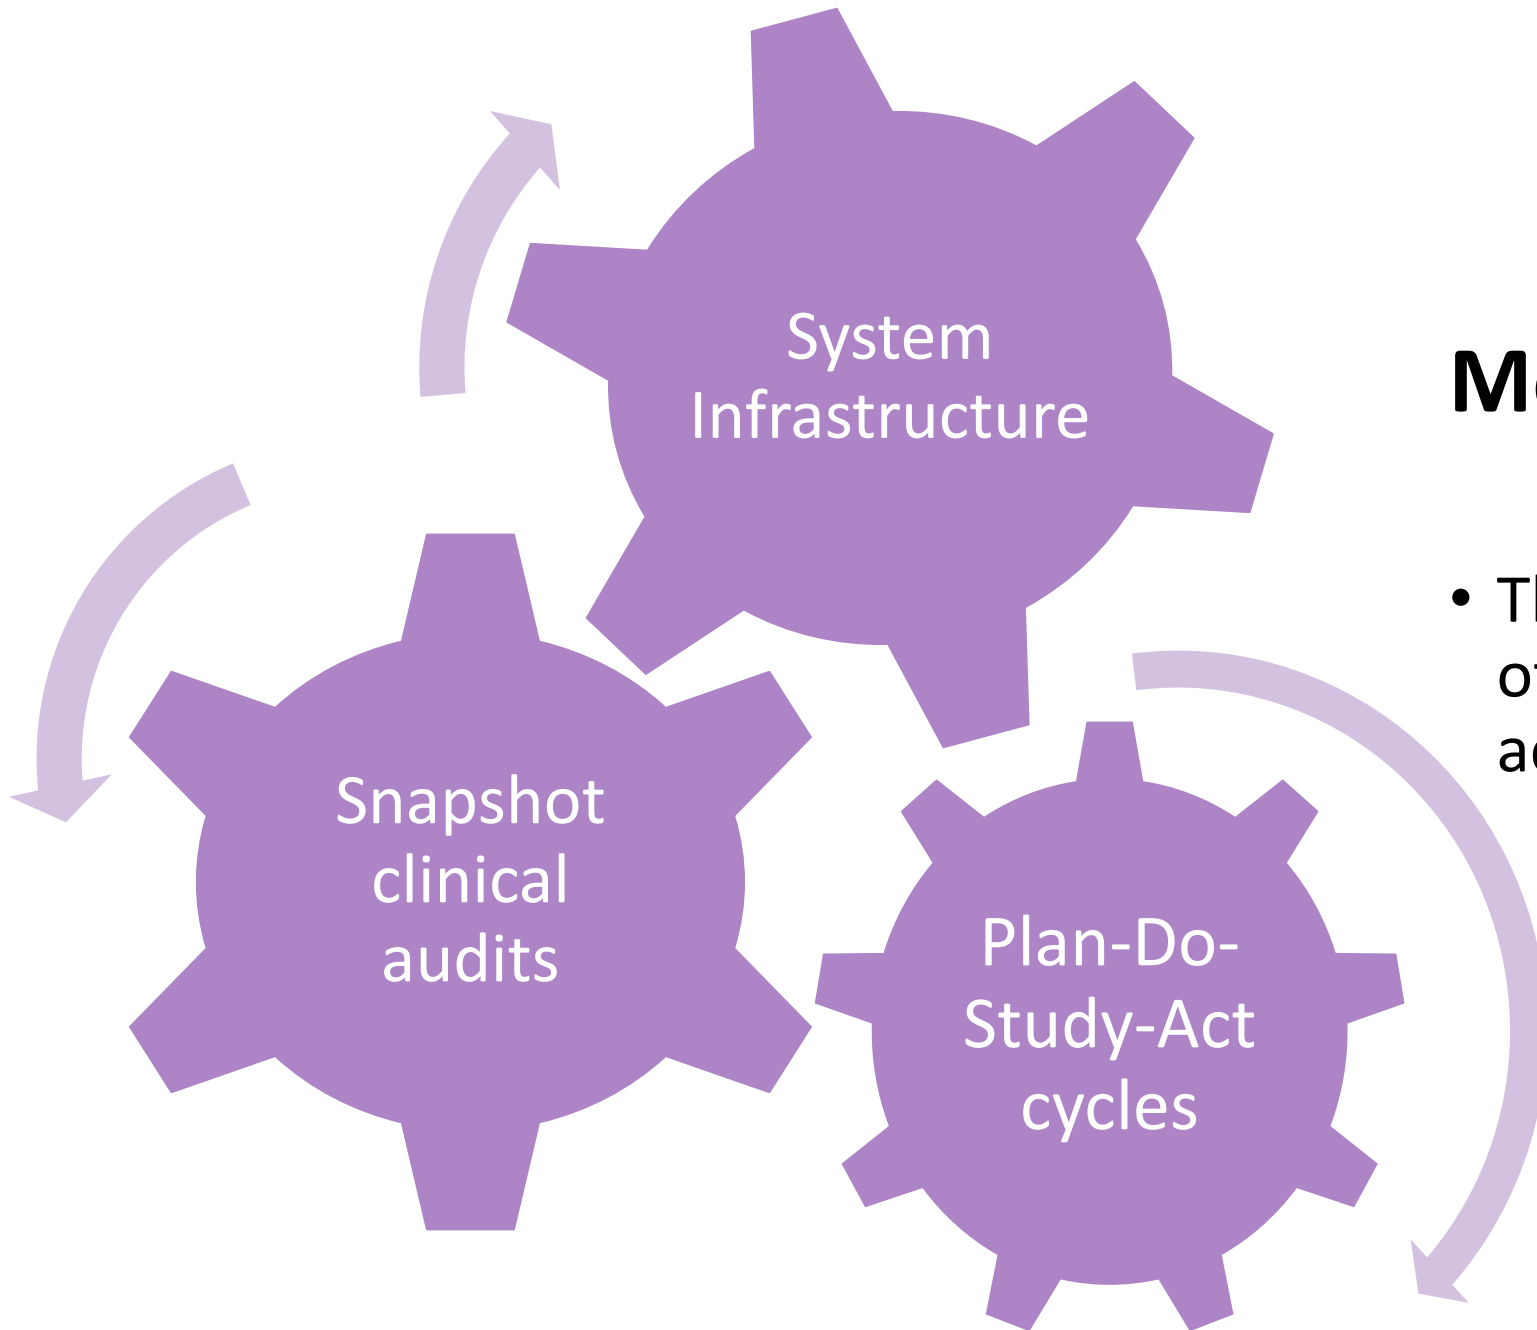 System
Infrastructure
Snapshot
clinical
audits
Plan-Do-
Study-Act
cycles